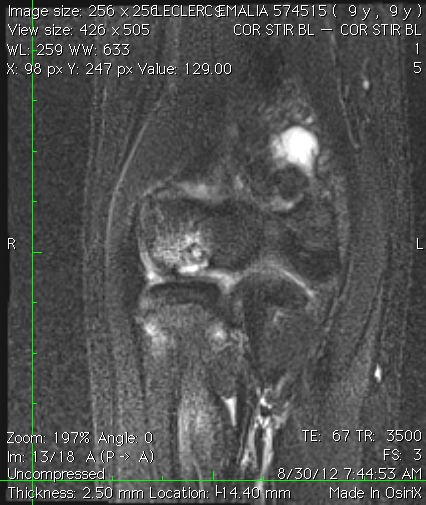 Image size: 256 x 256
LECLERC EMALIA 574515 ( 9 y , 9 y )
View size: 426 x 505
COR STIR BL — COR STIR BL
WL: 259 WW: 633
1
X: 98 px Y: 247 px Value: 129.00
5
R
L
Zoom: 197% Angle: 0
TE: 67 TR: 3500
Im: 13/18 A (P -> A)
FS: 3
Uncompressed
8/30/12 7:44:53 AM
Thickness: 2.50 mm Location: -14.40 mm
Made In OsiriX